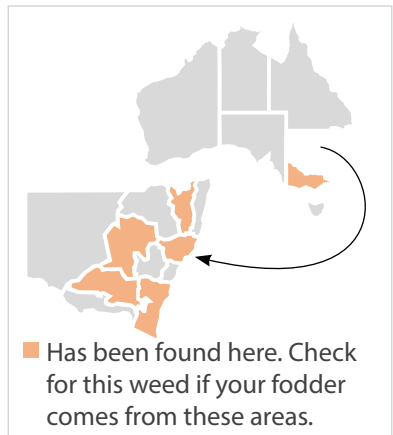 Has been found here. Check
for this weed if your fodder
comes from these areas.